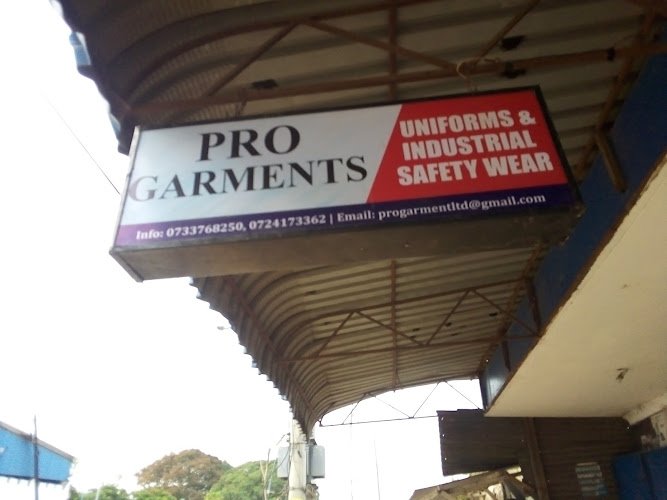 PRO
GARMENTS
UNIFORMS &
INDUSTRIAL
SAFETY WEAR
Info: 0733768250, 0724173362 | Email: progarmentltd@gmail.com